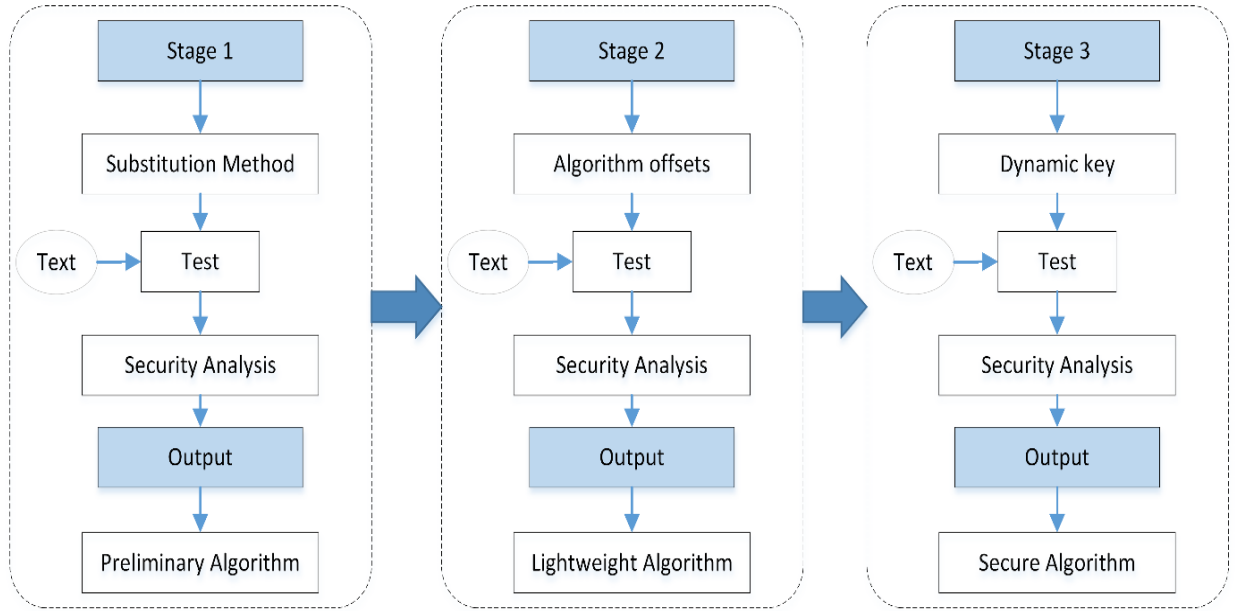 Stage 1
Substitution Method
Text
Test
Security Analysis
Output
Preliminary Algorithm
Stage 2
Algorithm offsets
Text
Test
Security Analysis
Output
Lightweight Algorithm
Stage 3
Dynamic key
Text
Test
Security Analysis
Output
Secure Algorithm